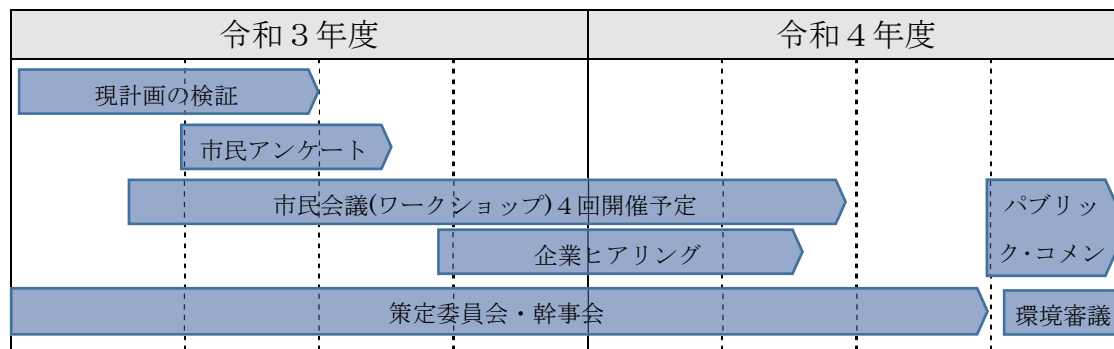 令和３年度
令和４年度
現計画の検証
市民アンケート
市民会議(ワークショップ)４回開催予定
パブリッ
ク・コメン
企業ヒアリング
策定委員会・幹事会
環境審議